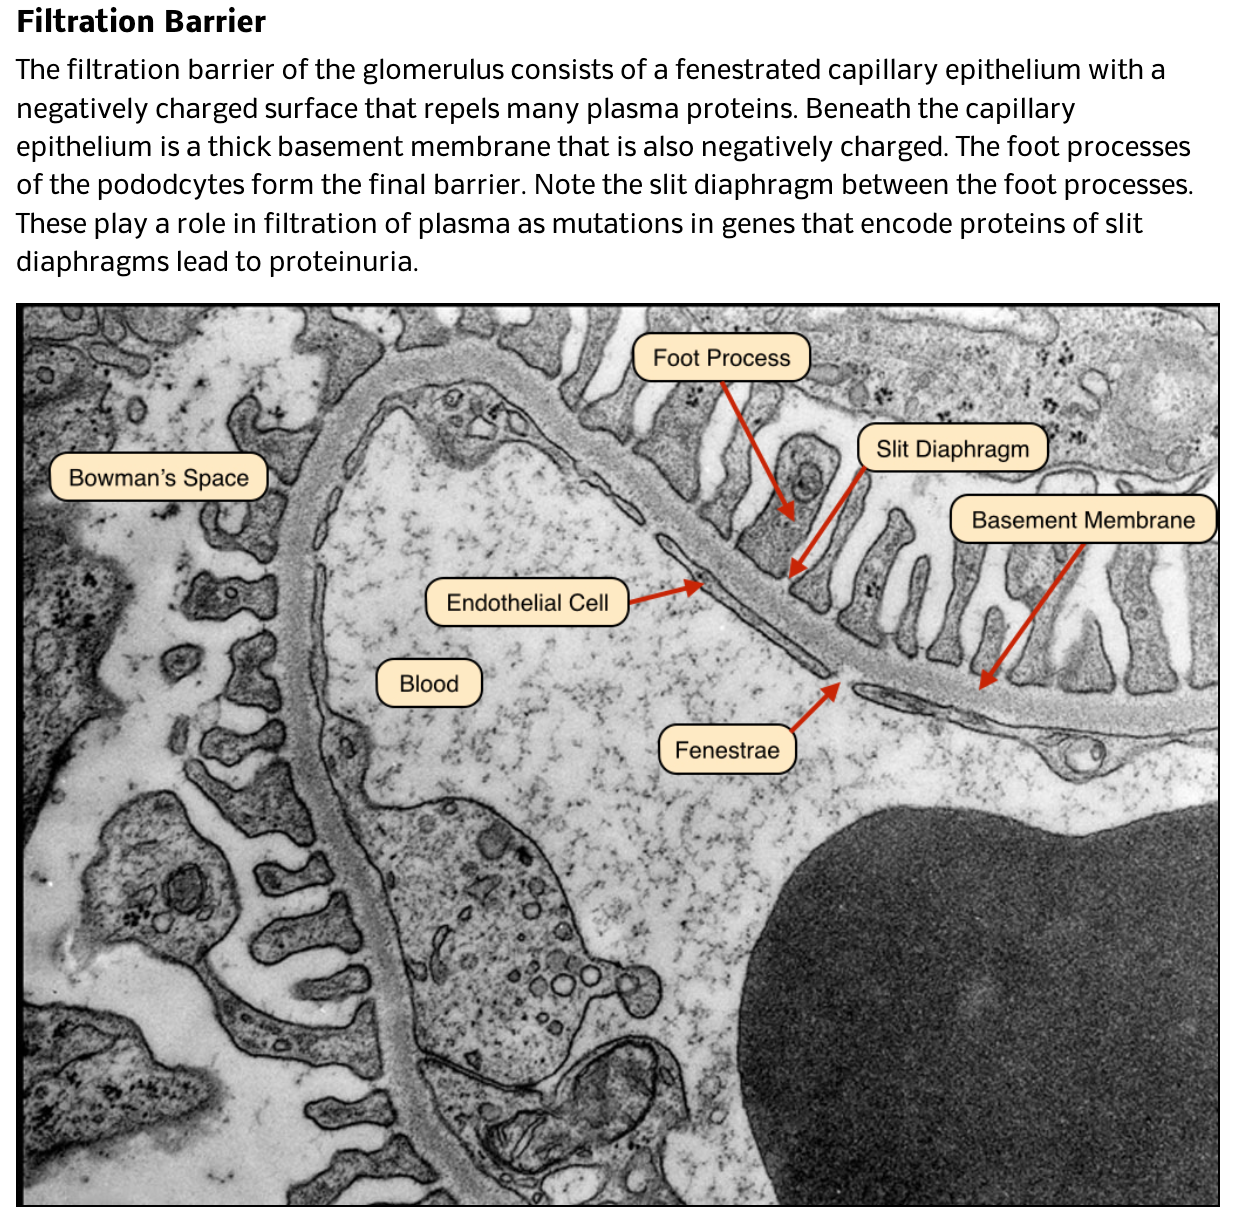 Filtration Barrier
The filtration barrier of the glomerulus consists of a fenestrated capillary epithelium with a
negatively charged surface that repels many plasma proteins. Beneath the capillary
epithelium is a thick basement membrane that is also negatively charged. The foot processes
of the pododcytes form the final barrier. Note the slit diaphragm between the foot processes.
These play a role in filtration of plasma as mutations in genes that encode proteins of slit
diaphragms lead to proteinuria.
Foot Process
Slit Diaphragm
Bowman's Space
Basement Membrane
Endothelial Cell
Blood
Fenestrae